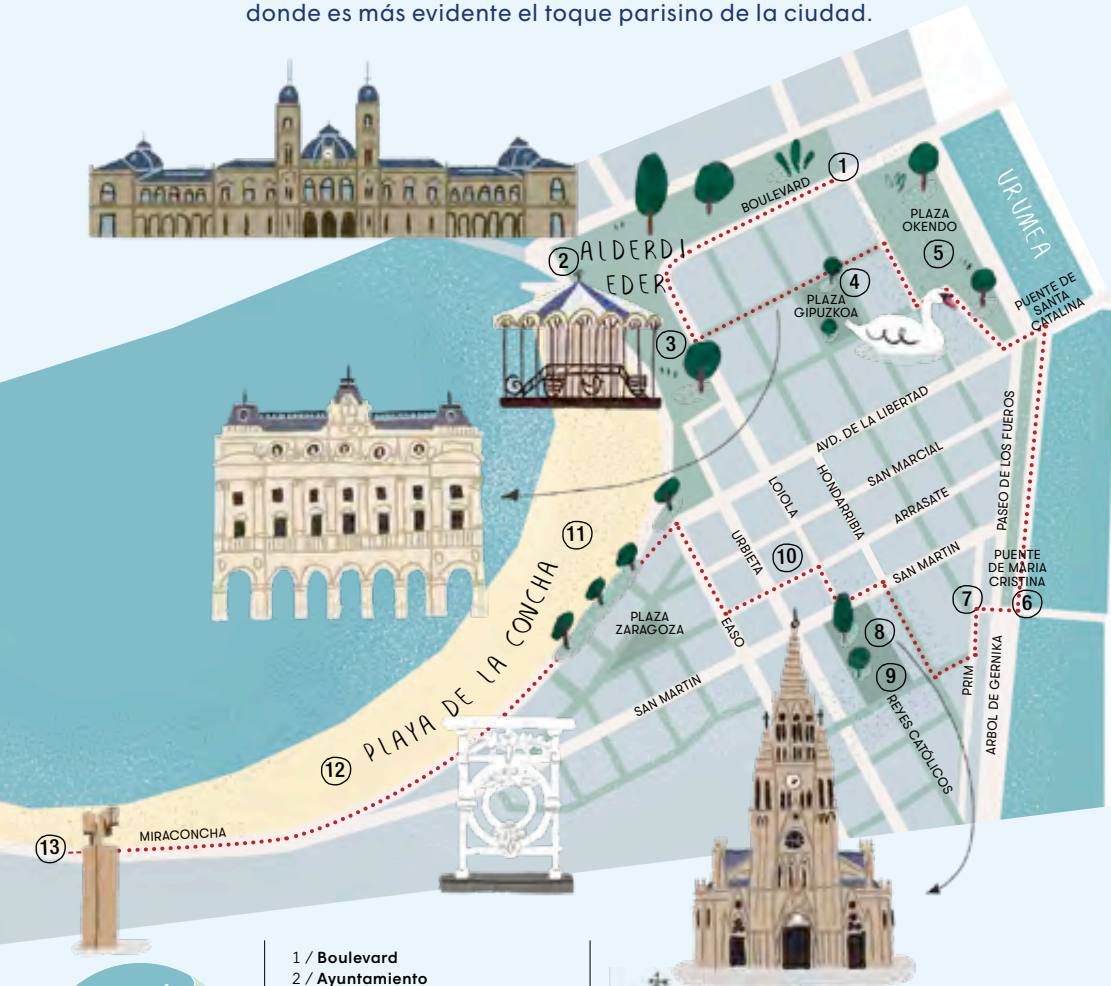 donde es más evidente el toque parisino de la ciudad.
1
BOULEVARD
URUMEA
PLAZA
OKENDO
5
2
ALDERDI
EDER
4
PLAZA
GIPUZKOA
PUENTE DE
SANTA
CATALINA
3
AVD. DE LA LIBERTAD
PASEO DE LOS FUEROS
SAN MARCIAL
HONDARRIBIA
LOIOLA
ARRASATE
11
URBIETA
10
SAN MARTIN
PUENTE
DE MARIA
CRISTINA
7
6
PLAYA DE LA CONCHA
PLAZA
ZARAGOZA
EASO
8
9
PRIM
ARBOL DE GERNIKA
SAN MARTIN
REYES CATÓLICOS
12
MIRACONCHA
13
1 / Boulevard
2 / Ayuntamiento